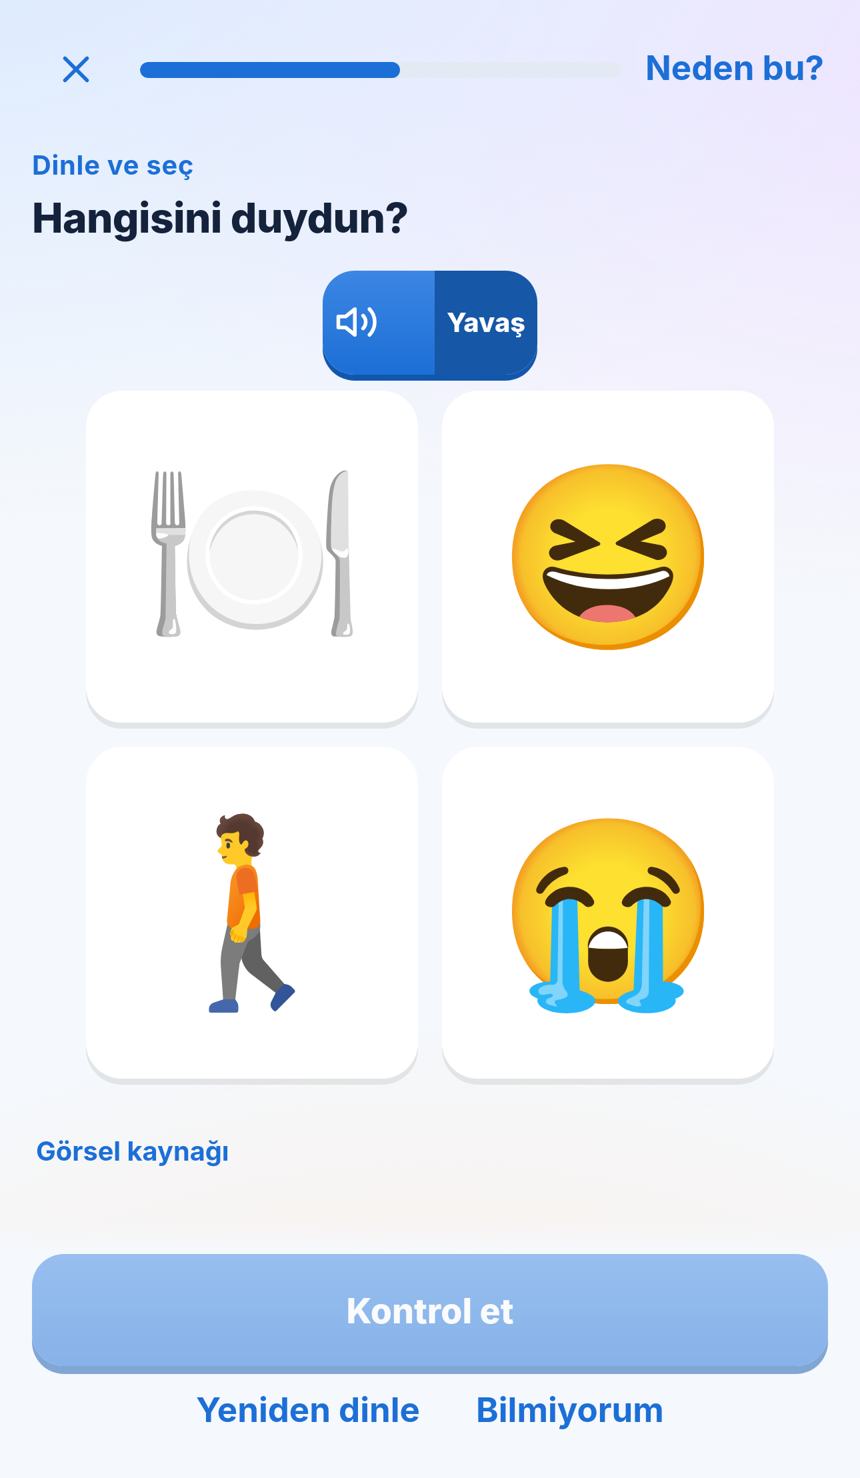 Neden bu?
Dinle ve seç
Hangisini duydun?
Yavaş
Görsel kaynağı
Kontrol et
Yeniden dinle
Bilmiyorum